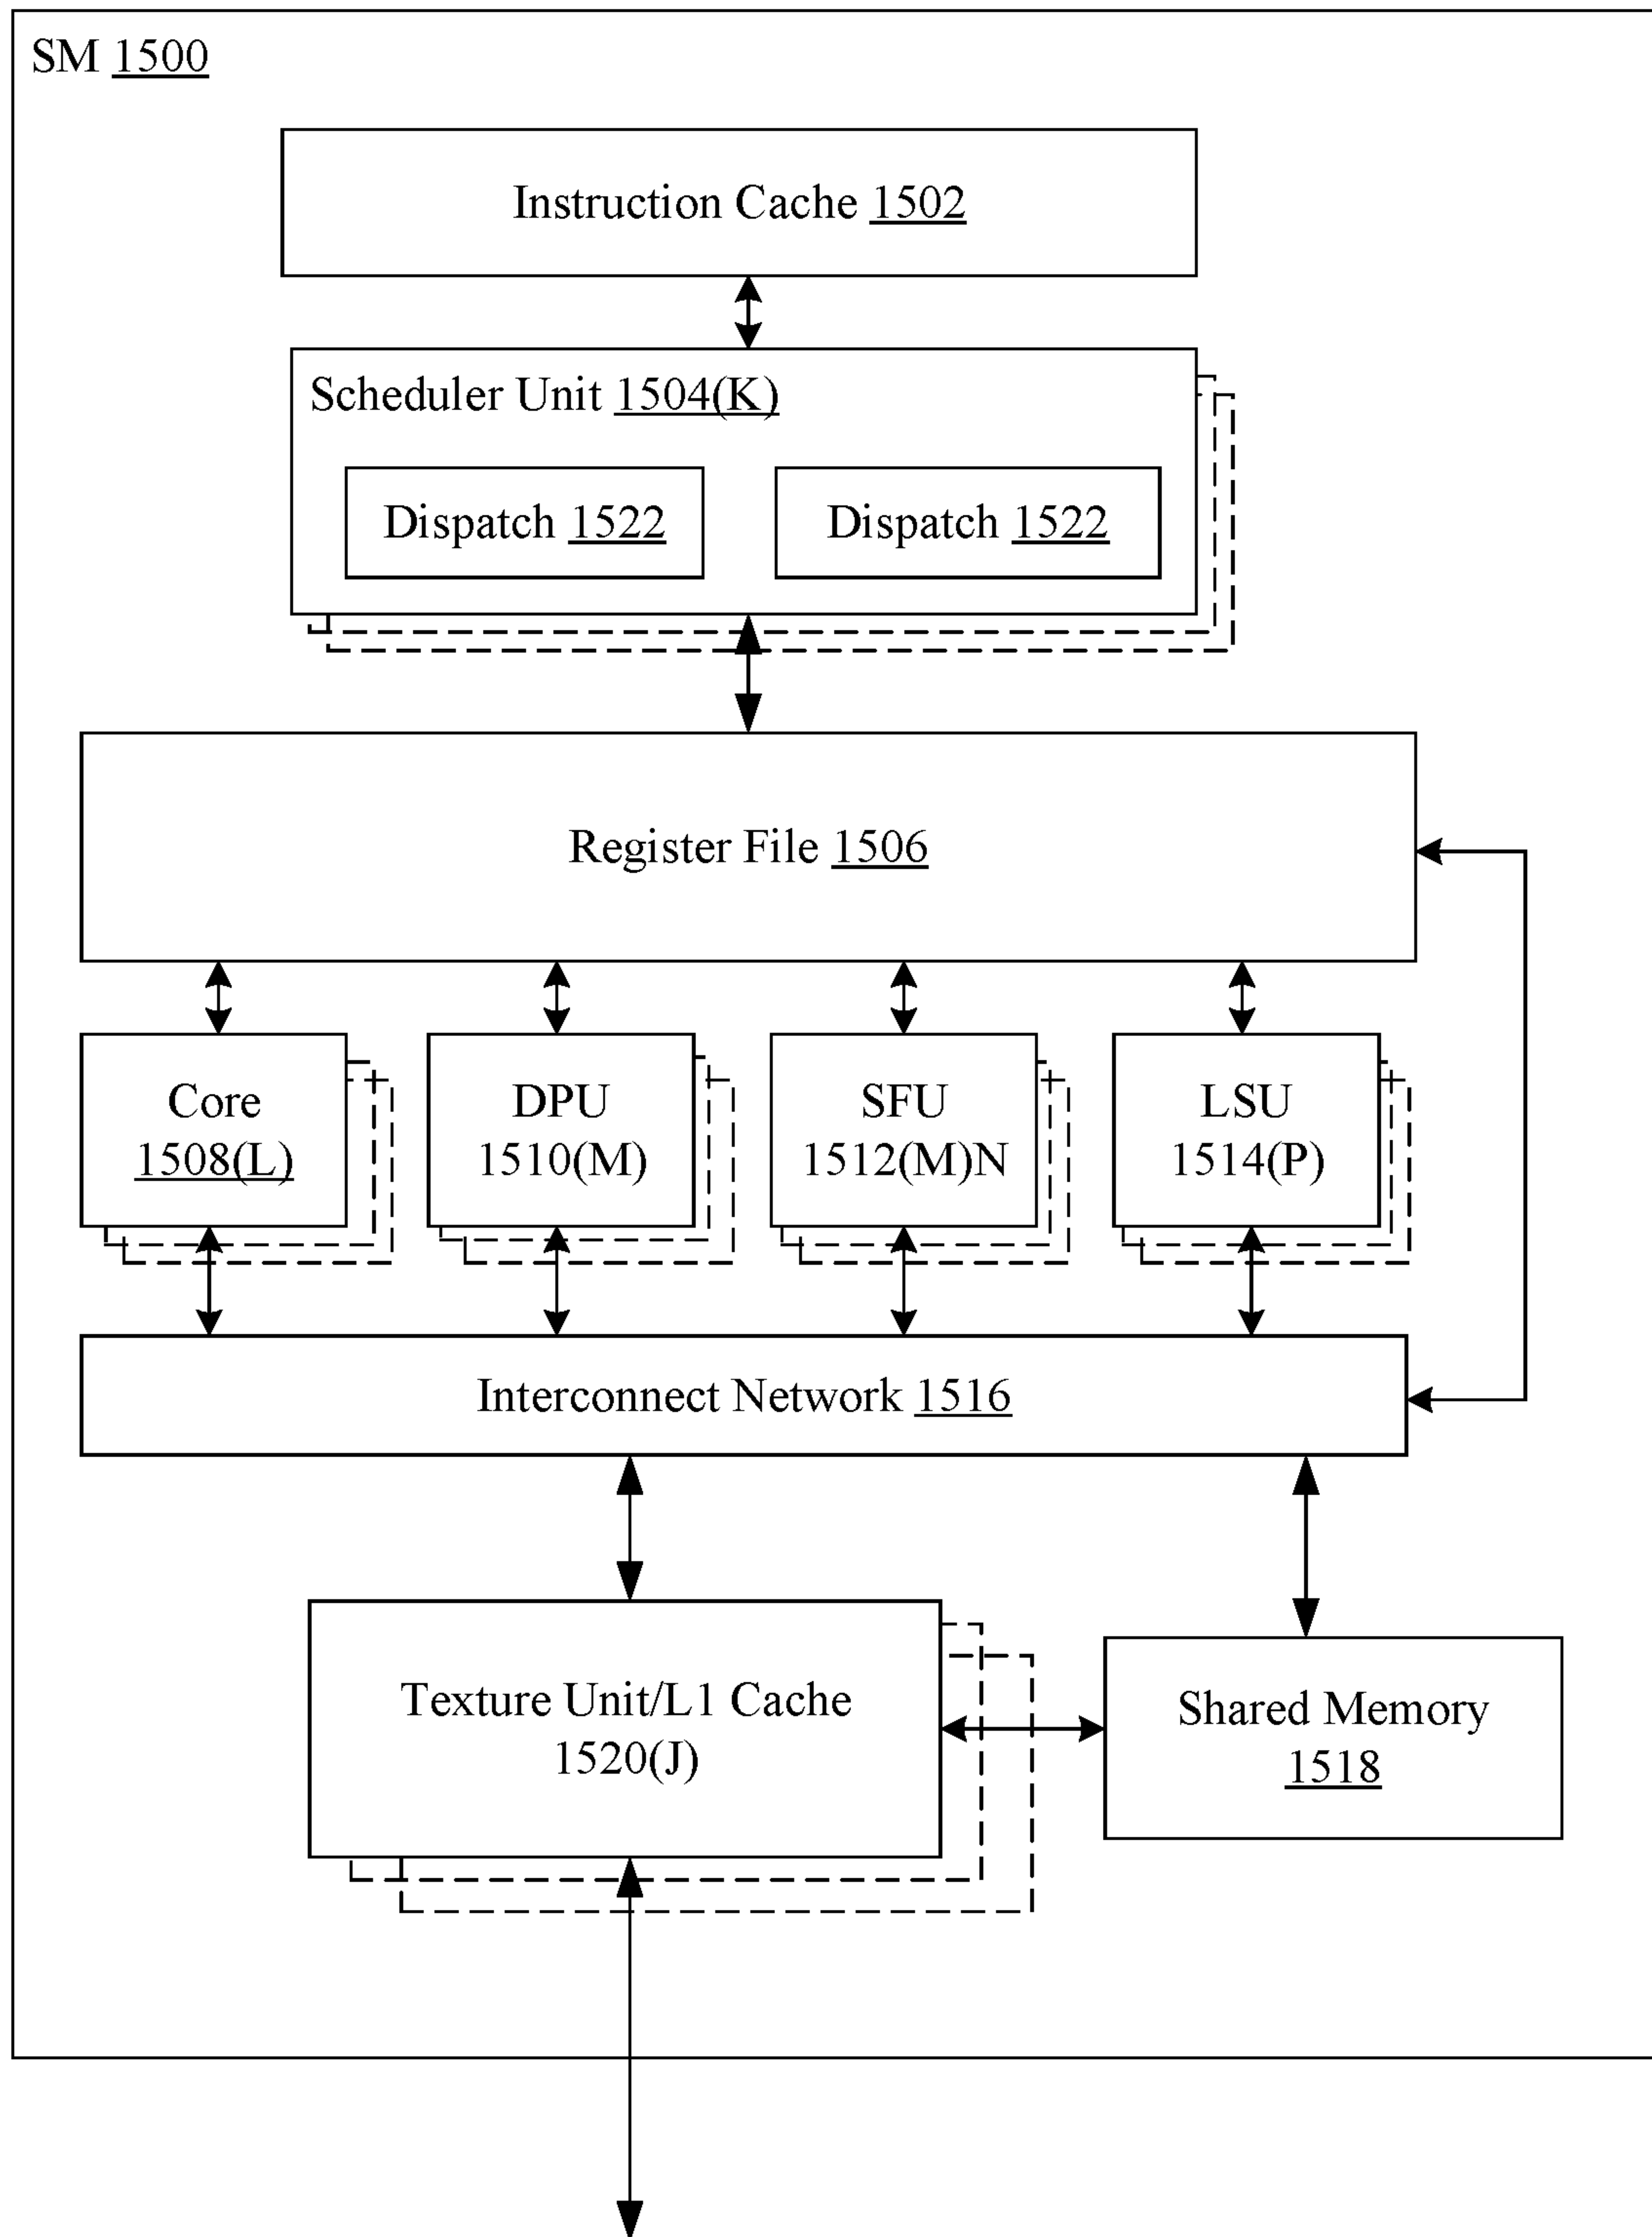 SM 1500
Instruction Cache 1502
Scheduler Unit 1504(K)
Dispatch 1522
Dispatch 1522
Register File 1506
Core
1508(L)
DPU
1510(M)
SFU
1512(M)N
LSU
1514(P)
Interconnect Network 1516
Texture Unit/L1 Cache
1520(J)
Shared Memory
1518